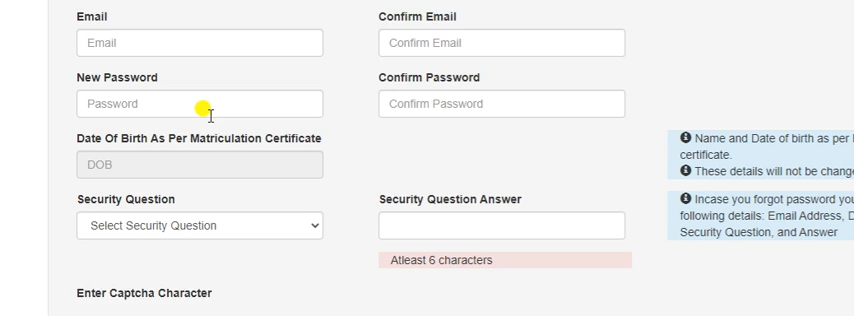 Email Confirm Email
Email Confirm Email
New Password Confirm Password
Password Confirm Password
Date Of Birth As Per Matriculation Certificate
DOB
Name and Date of birth as per
certificate.
These details will not be
Security Question Security Question Answer
Select Security Question
Incase you forgot password
following details: Email Address,
Security Question, and Answer
Atleast 6 characters
Enter Captcha Character